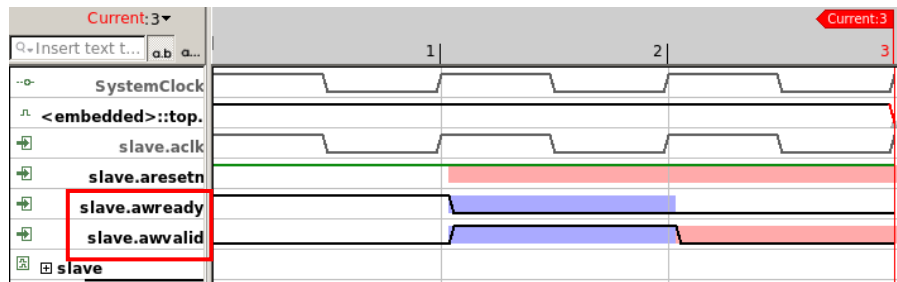 Current:3
Current:3
Insert text t...
a.b
a...
1
2
3
SystemClock
<embedded>::top.
slave.aclk
slave.aresetn
slave.awready
slave.awvalid
slave